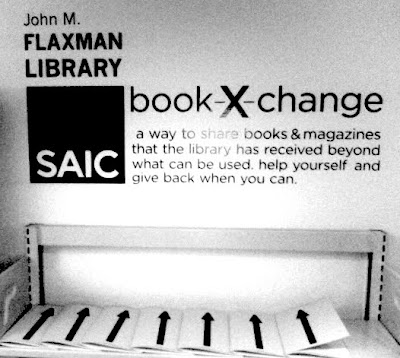 John M.
FLAXMAN
LIBRARY
SAIC
book-X-change
a way to share books & magazines
that the library has received beyond
what can be used. help yourself and
give back when you can.